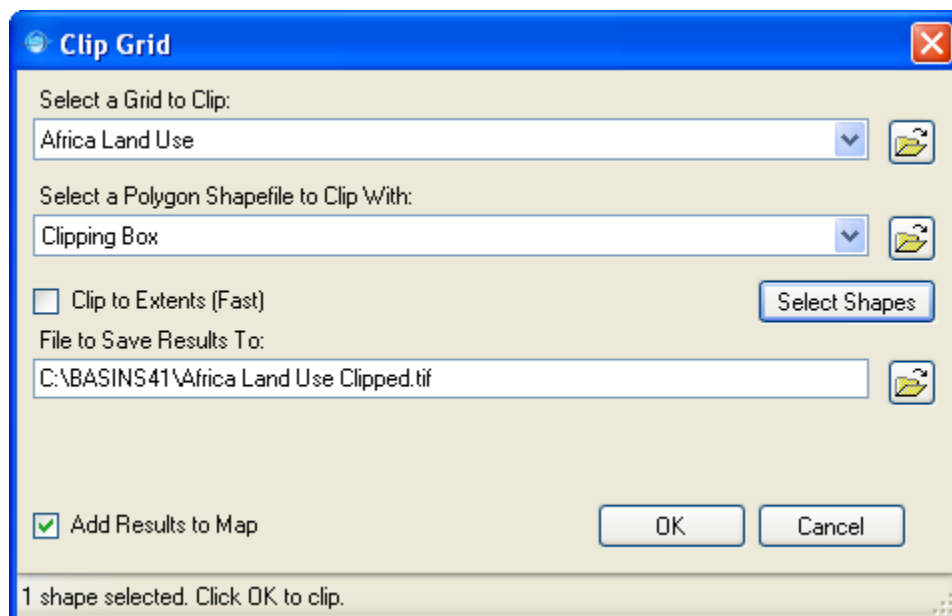 Clip Grid
Select a Grid to Clip:
Africa Land Use
Select a Polygon Shapefile to Clip With:
Clipping Box
Clip to Extents (Fast)
Select Shapes
File to Save Results To:
C:\BASINS41\Africa Land Use Clipped.tif
Add Results to Map
OK
Cancel
1 shape selected. Click OK to clip.